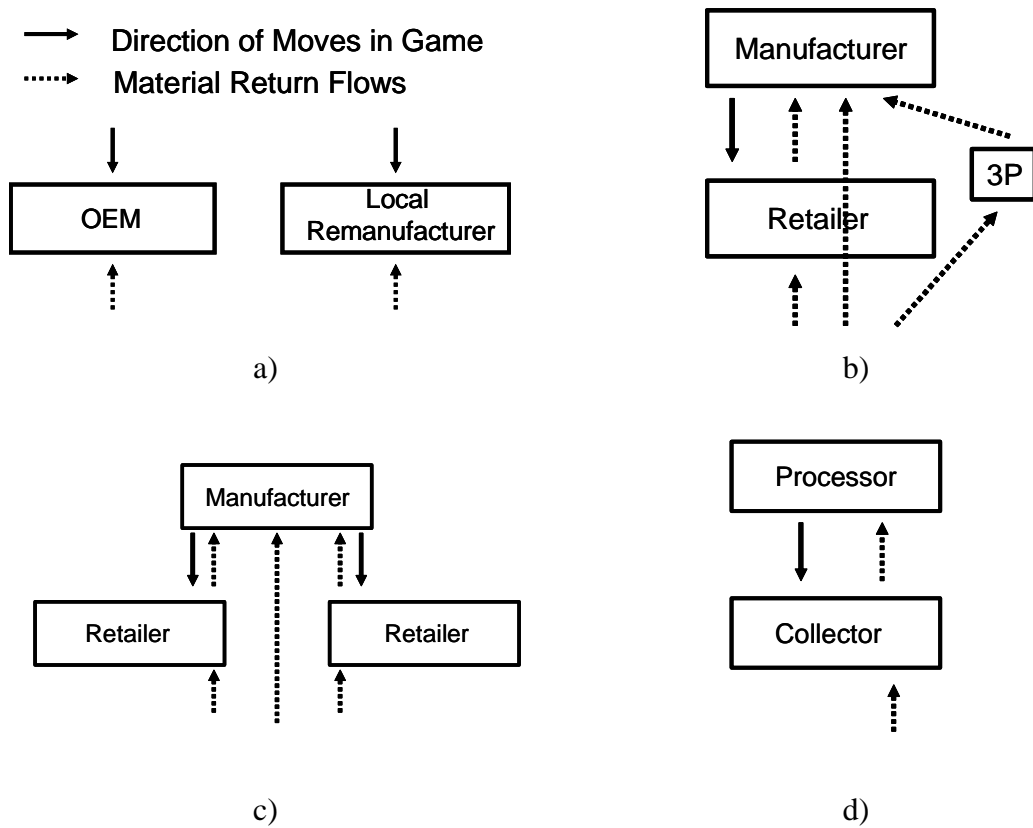 Direction of Moves in Game
Material Return Flows
OEM
Local
Remanufacturer
a)
Manufacturer
3P
Retailer
b)
Manufacturer
Retailer
Retailer
c)
Processor
Collector
d)